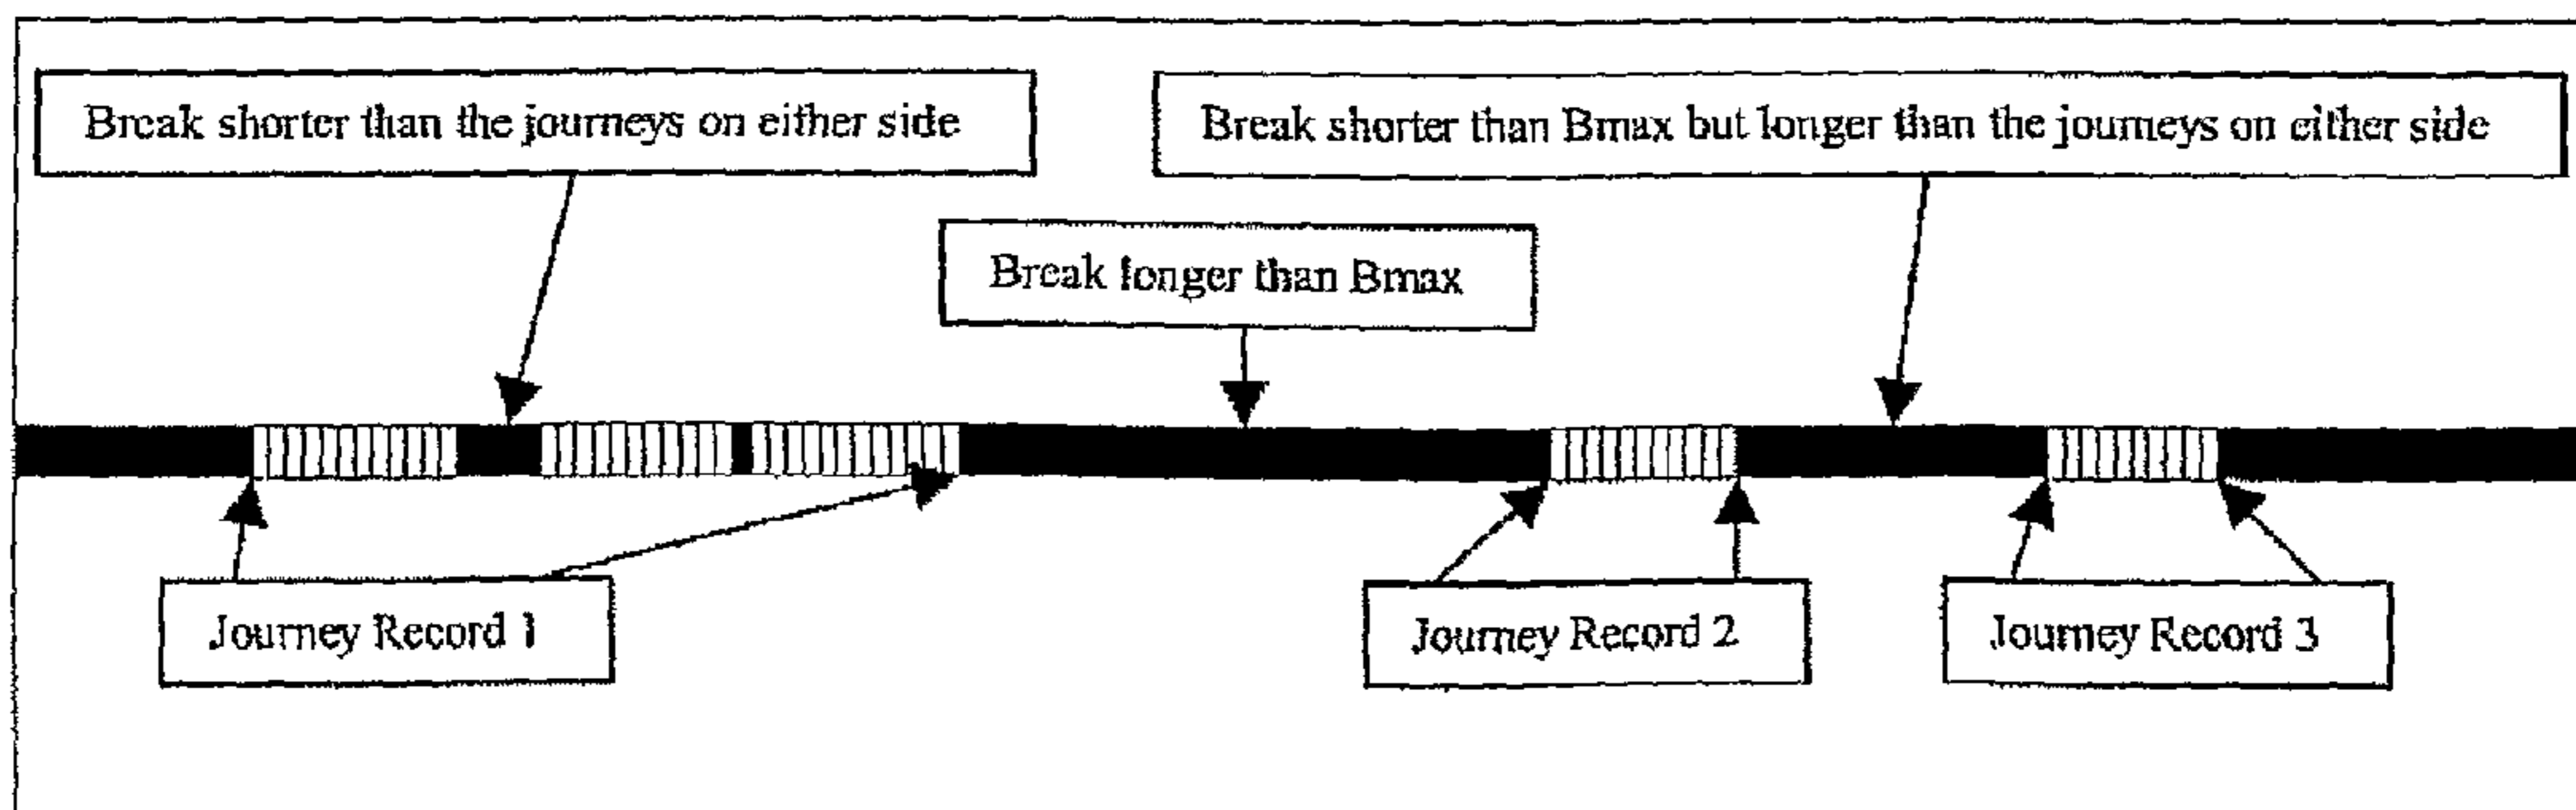 Break shorter than the journeys on either side
Break shorter than Bmax but longer than the journeys on either side
Break longer than Bmax
Journey Record 1
Journey Record 2
Journey Record 3